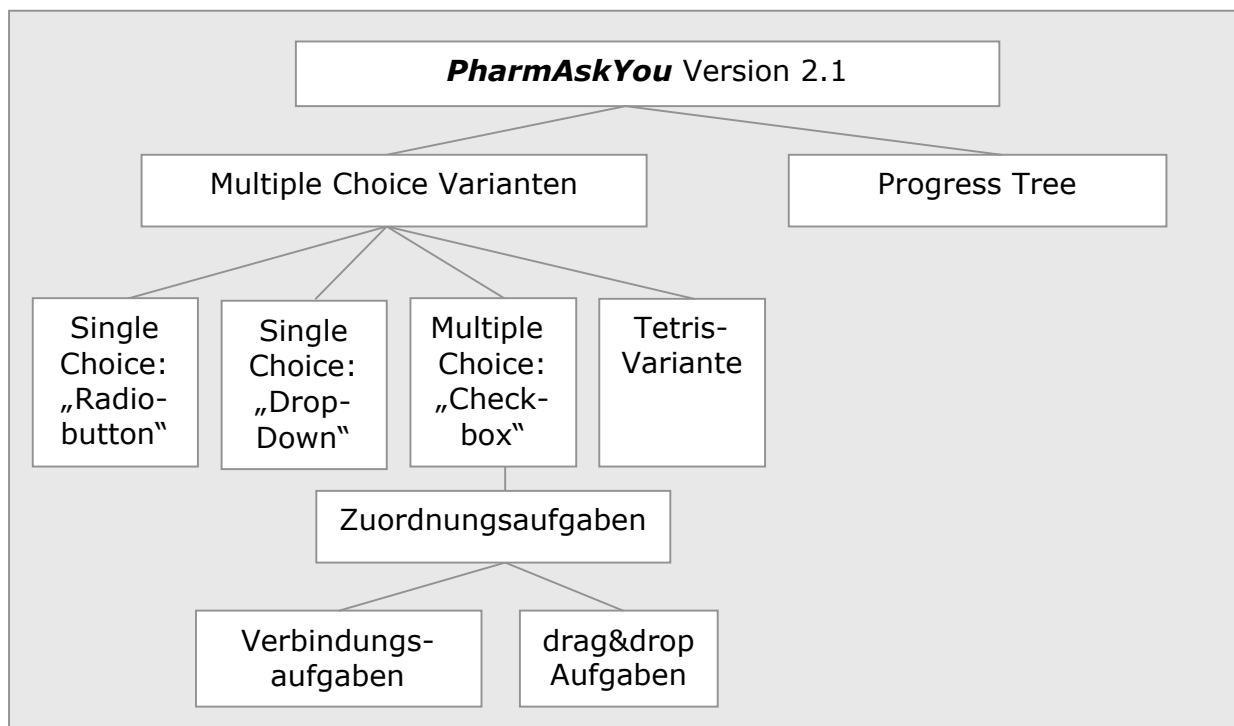 PharmAskYou Version 2.1
Multiple Choice Varianten
Progress Tree
Single
Choice:
„Radio-
button“
Single
Choice:
„Drop-
Down“
Multiple
Choice:
„Check-
box“
Tetris-
Variante
Zuordnungsaufgaben
Verbindungs-
aufgaben
drag&drop
Aufgaben